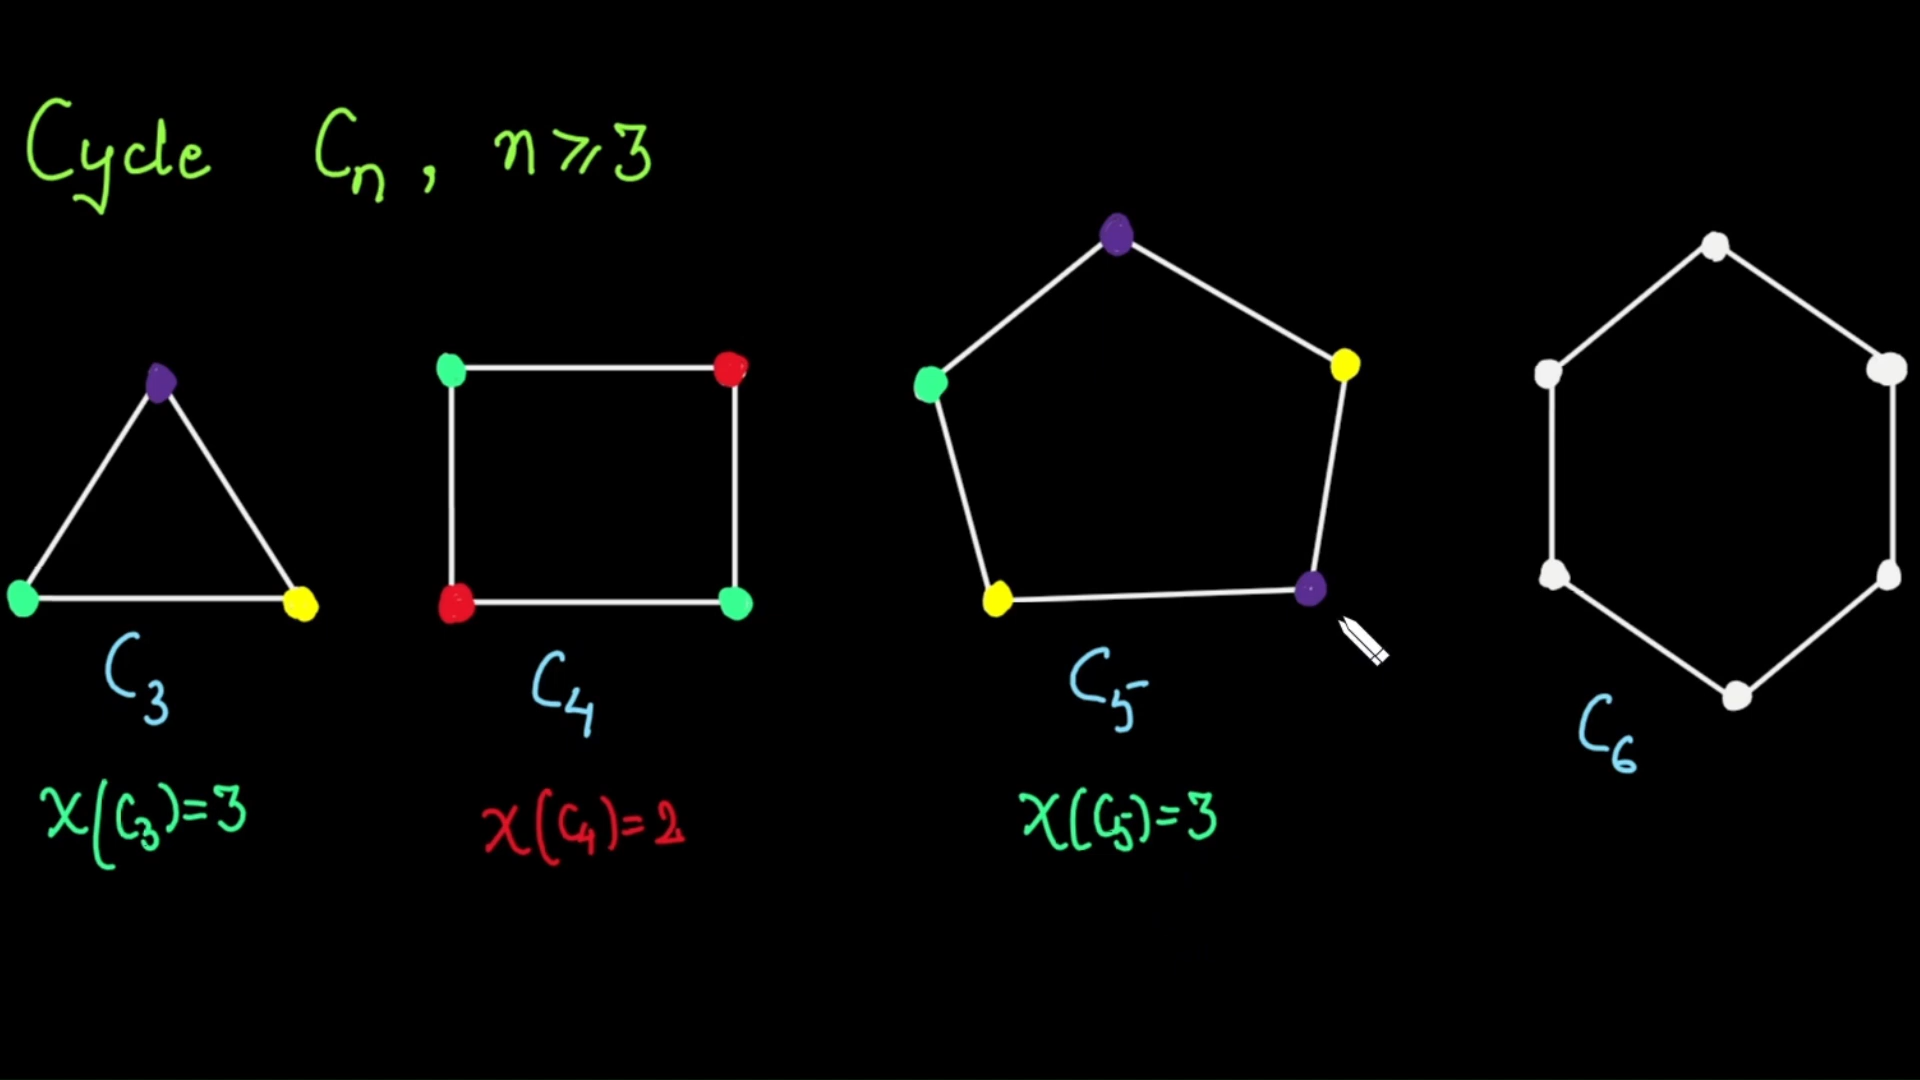 Cycle Cₙ, n ⩾ 3
C₃
C₄
C₅
C₆
χ(C₃)=3
χ(C₄)=2
χ(C₅)=3